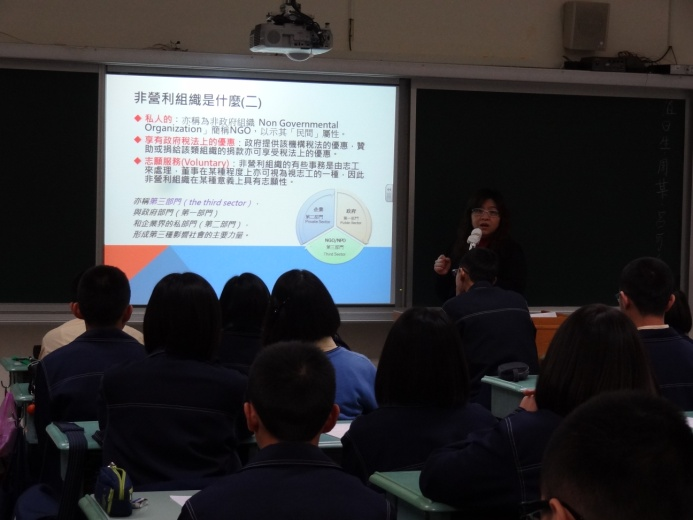 非營利組織是什麼(二)
◆ 私人的：亦稱為非政府組織 Non Governmental
Organization」簡稱NGO，以示其「民間」屬性。
◆ 享有政府稅法上的優惠：政府提供該機構稅法的優惠，贊
助或捐給該類組織的捐款亦可享受稅法上的優惠。
◆ 志願服務(Voluntary)：非營利組織的有些事務是由志工
來處理，董事在某種程度上亦可視為視志工的一種，因此
非營利組織在某種意義上具有志願性。
亦稱第三部門（the third sector），
與政府部門（第一部門）
和企業界的私部門（第二部門），
形成第三種影響社會的主要力量。
企業
第二部門
Private Sector
政府
第一部門
Public Sector
NGO/NPO
第三部門
Third Sector